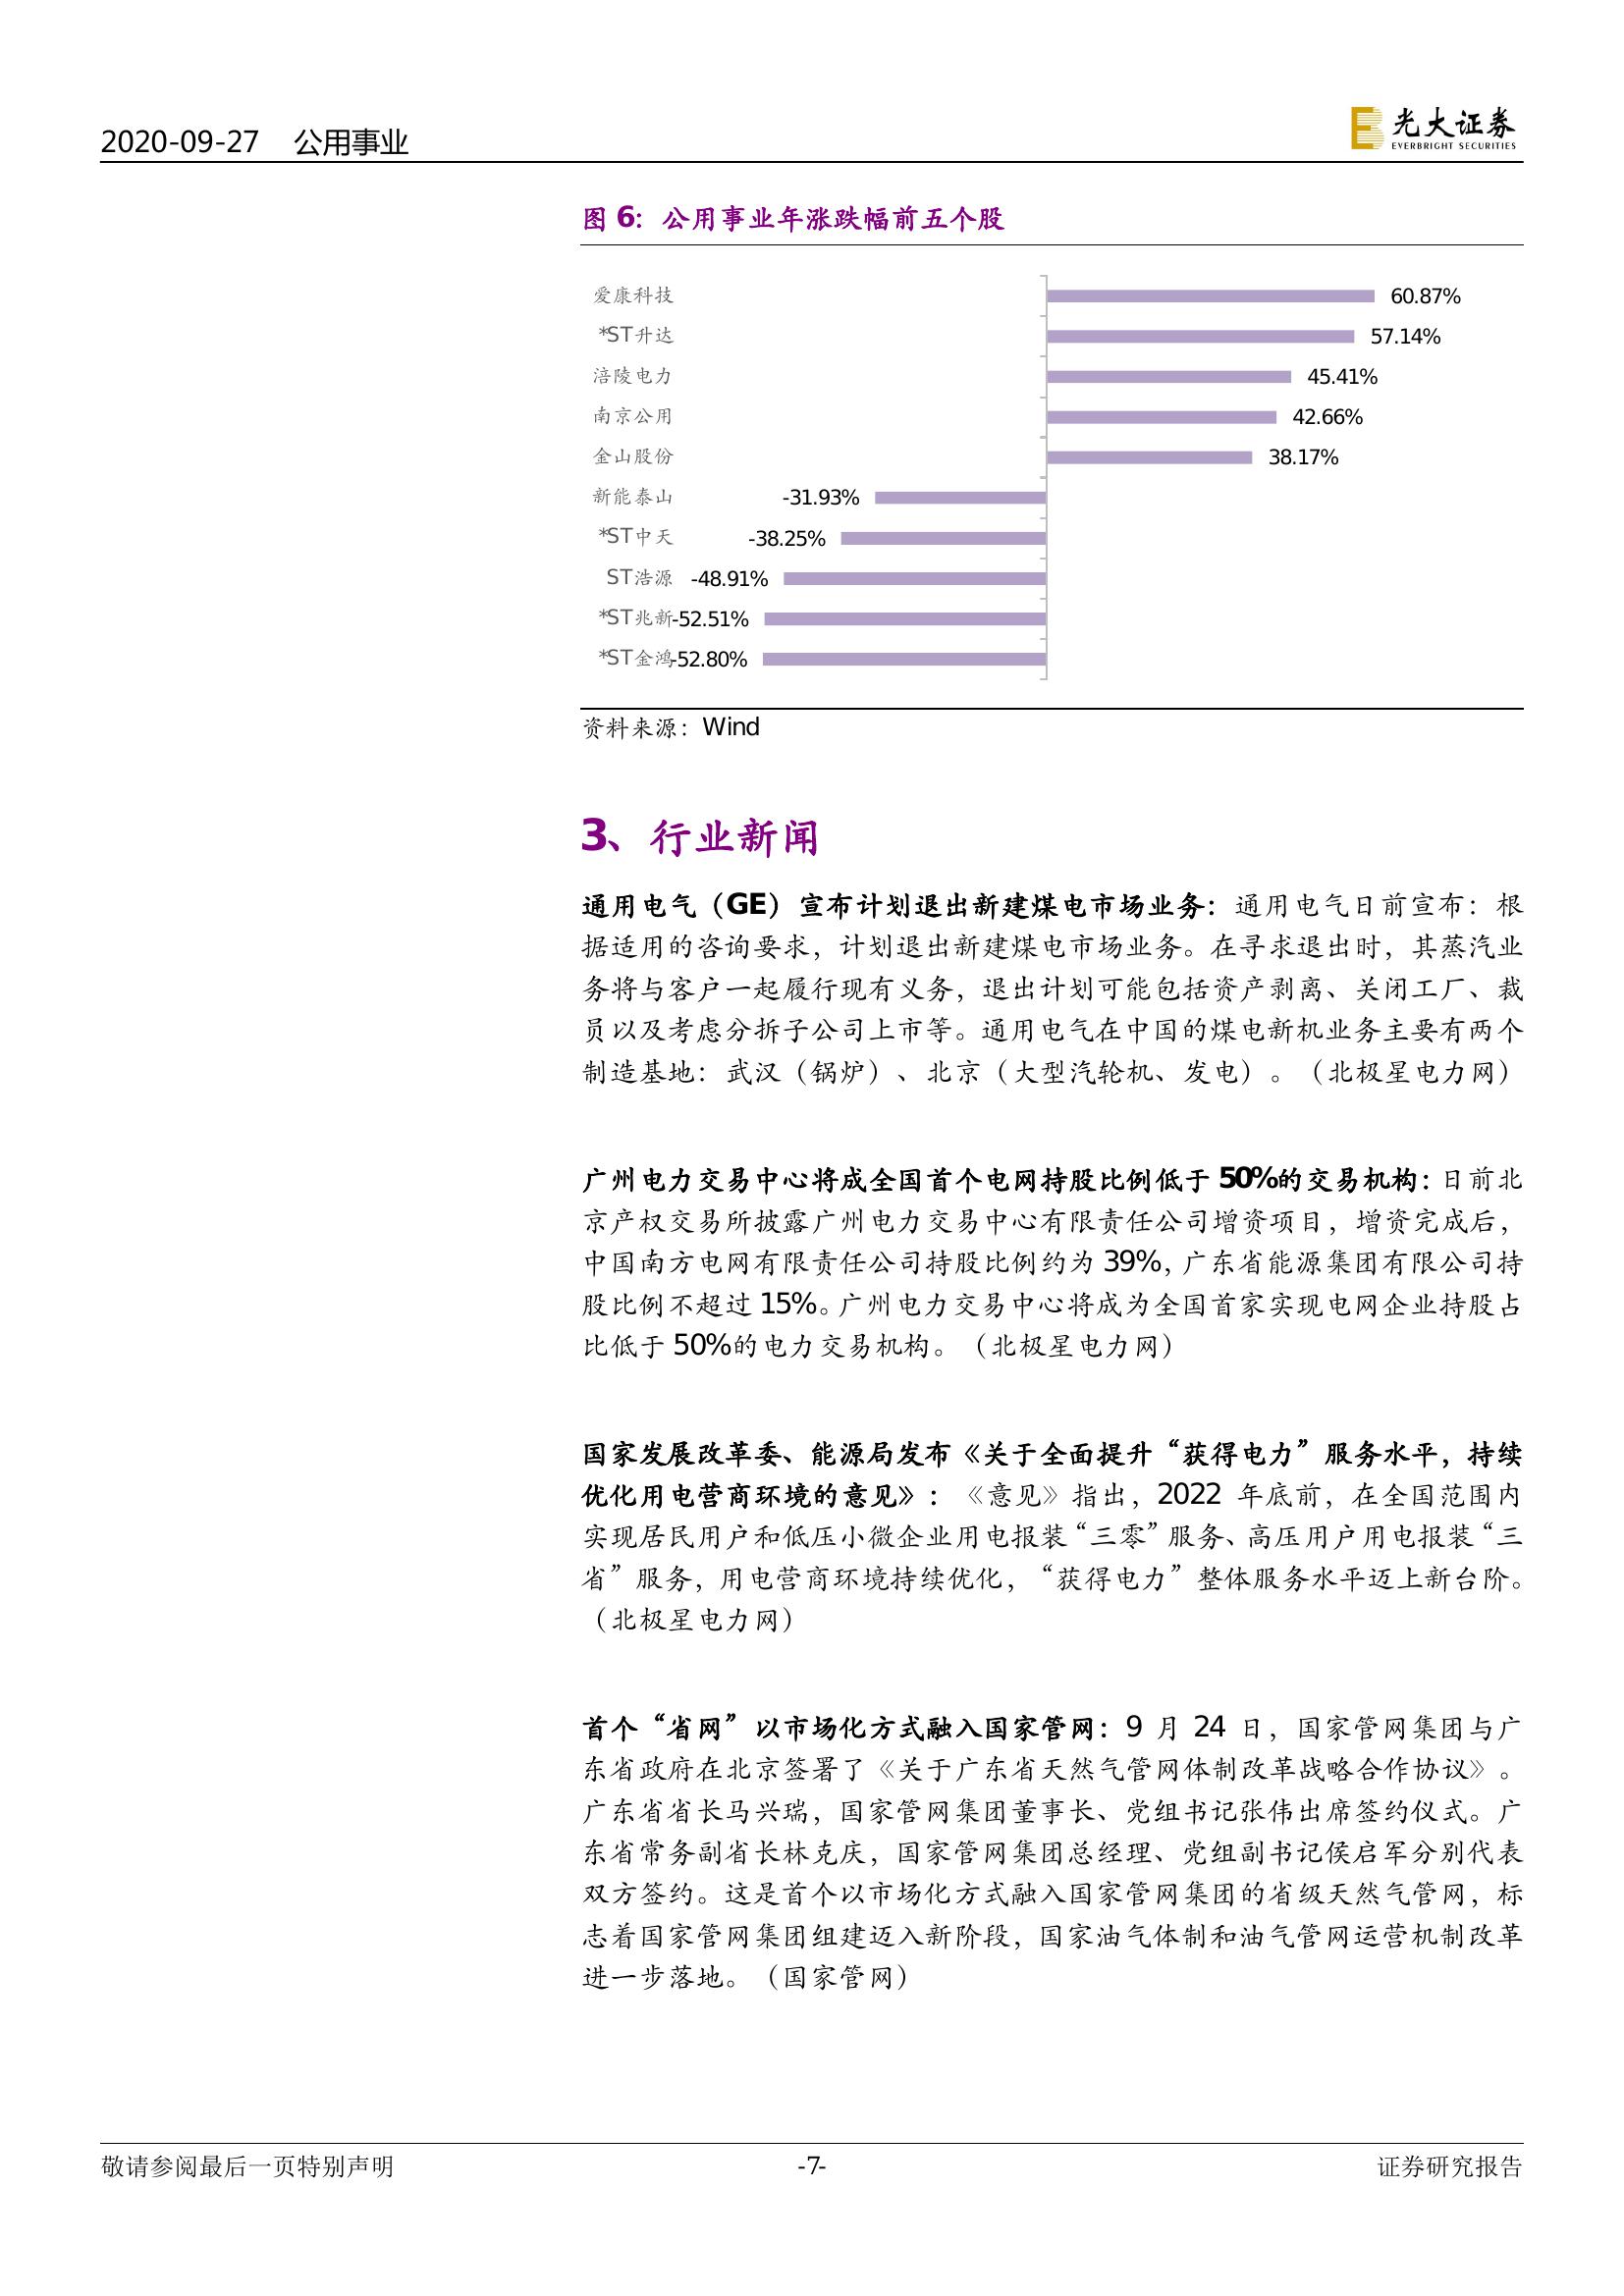 2020-09-27 公用事业
光大证券
EVERBRIGHT SECURITIES
图 6：公用事业年涨跌幅前五个股
爱康科技 60.87%
*ST升达 57.14%
涪陵电力 45.41%
南京公用 42.66%
金山股份 38.17%
新能泰山 -31.93%
*ST中天 -38.25%
ST浩源 -48.91%
*ST兆新 -52.51%
*ST金鸿 -52.80%
资料来源：Wind
3、行业新闻
通用电气（GE）宣布计划退出新建煤电市场业务：通用电气日前宣布：根
据适用的咨询要求，计划退出新建煤电市场业务。在寻求退出时，其蒸汽业
务将与客户一起履行现有义务，退出计划可能包括资产剥离、关闭工厂、裁
员以及考虑分拆子公司上市等。通用电气在中国的煤电新机业务主要有两个
制造基地：武汉（锅炉）、北京（大型汽轮机、发电）。（北极星电力网）
广州电力交易中心将成全国首个电网持股比例低于 50%的交易机构：日前北
京产权交易所披露广州电力交易中心有限责任公司增资项目，增资完成后，
中国南方电网有限责任公司持股比例约为 39%，广东省能源集团有限公司持
股比例不超过 15%。广州电力交易中心将成为全国首家实现电网企业持股占
比低于 50%的电力交易机构。（北极星电力网）
国家发展改革委、能源局发布《关于全面提升“获得电力”服务水平，持续
优化用电营商环境的意见》：《意见》指出，2022 年底前，在全国范围内
实现居民用户和低压小微企业用电报装“三零”服务、高压用户用电报装“三
省”服务，用电营商环境持续优化，“获得电力”整体服务水平迈上新台阶。
（北极星电力网）
首个“省网”以市场化方式融入国家管网：9 月 24 日，国家管网集团与广
东省政府在北京签署了《关于广东省天然气管网体制改革战略合作协议》。
广东省省长马兴瑞，国家管网集团董事长、党组书记张伟出席签约仪式。广
东省常务副省长林克庆，国家管网集团总经理、党组副书记侯启军分别代表
双方签约。这是首个以市场化方式融入国家管网集团的省级天然气管网，标
志着国家管网集团组建迈入新阶段，国家油气体制和油气管网运营机制改革
进一步落地。（国家管网）
敬请参阅最后一页特别声明 -7- 证券研究报告